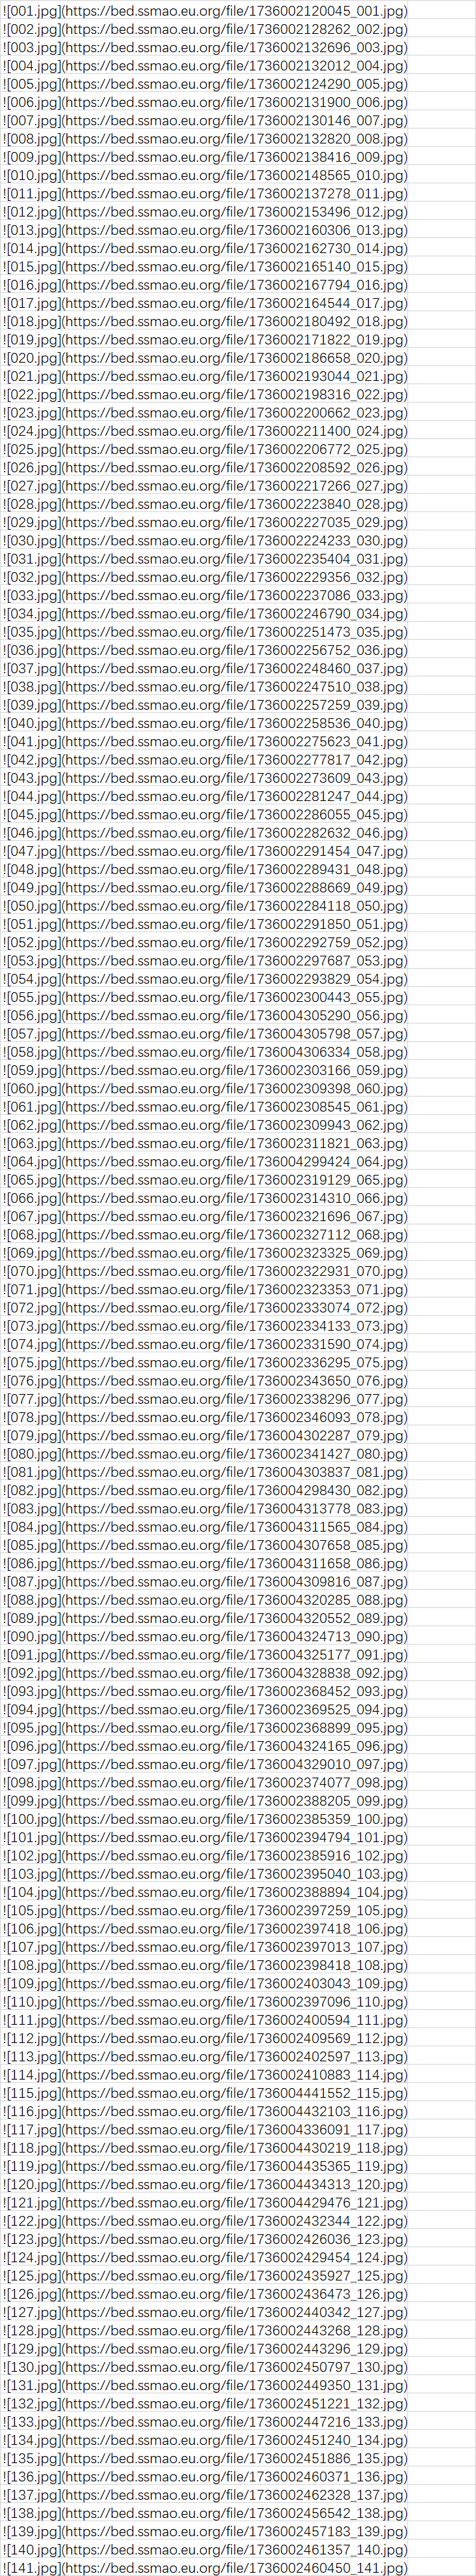 ![001.jpg](https://bed.ssmao.eu.org/file/1736002120045_001.jpg)
![002.jpg](https://bed.ssmao.eu.org/file/1736002128262_002.jpg)
![003.jpg](https://bed.ssmao.eu.org/file/1736002132696_003.jpg)
![004.jpg](https://bed.ssmao.eu.org/file/1736002132012_004.jpg)
![005.jpg](https://bed.ssmao.eu.org/file/1736002124290_005.jpg)
![006.jpg](https://bed.ssmao.eu.org/file/1736002131900_006.jpg)
![007.jpg](https://bed.ssmao.eu.org/file/1736002130146_007.jpg)
![008.jpg](https://bed.ssmao.eu.org/file/1736002132820_008.jpg)
![009.jpg](https://bed.ssmao.eu.org/file/1736002138416_009.jpg)
![010.jpg](https://bed.ssmao.eu.org/file/1736002148565_010.jpg)
![011.jpg](https://bed.ssmao.eu.org/file/1736002137278_011.jpg)
![012.jpg](https://bed.ssmao.eu.org/file/1736002153496_012.jpg)
![013.jpg](https://bed.ssmao.eu.org/file/1736002160306_013.jpg)
![014.jpg](https://bed.ssmao.eu.org/file/1736002162730_014.jpg)
![015.jpg](https://bed.ssmao.eu.org/file/1736002165140_015.jpg)
![016.jpg](https://bed.ssmao.eu.org/file/1736002167794_016.jpg)
![017.jpg](https://bed.ssmao.eu.org/file/1736002164544_017.jpg)
![018.jpg](https://bed.ssmao.eu.org/file/1736002180492_018.jpg)
![019.jpg](https://bed.ssmao.eu.org/file/1736002171822_019.jpg)
![020.jpg](https://bed.ssmao.eu.org/file/1736002186658_020.jpg)
![021.jpg](https://bed.ssmao.eu.org/file/1736002193044_021.jpg)
![022.jpg](https://bed.ssmao.eu.org/file/1736002198316_022.jpg)
![023.jpg](https://bed.ssmao.eu.org/file/1736002200662_023.jpg)
![024.jpg](https://bed.ssmao.eu.org/file/1736002211400_024.jpg)
![025.jpg](https://bed.ssmao.eu.org/file/1736002206772_025.jpg)
![026.jpg](https://bed.ssmao.eu.org/file/1736002208592_026.jpg)
![027.jpg](https://bed.ssmao.eu.org/file/1736002217266_027.jpg)
![028.jpg](https://bed.ssmao.eu.org/file/1736002223840_028.jpg)
![029.jpg](https://bed.ssmao.eu.org/file/1736002227035_029.jpg)
![030.jpg](https://bed.ssmao.eu.org/file/1736002224233_030.jpg)
![031.jpg](https://bed.ssmao.eu.org/file/1736002235404_031.jpg)
![032.jpg](https://bed.ssmao.eu.org/file/1736002229356_032.jpg)
![033.jpg](https://bed.ssmao.eu.org/file/1736002237086_033.jpg)
![034.jpg](https://bed.ssmao.eu.org/file/1736002246790_034.jpg)
![035.jpg](https://bed.ssmao.eu.org/file/1736002251473_035.jpg)
![036.jpg](https://bed.ssmao.eu.org/file/1736002256752_036.jpg)
![037.jpg](https://bed.ssmao.eu.org/file/1736002248460_037.jpg)
![038.jpg](https://bed.ssmao.eu.org/file/1736002247510_038.jpg)
![039.jpg](https://bed.ssmao.eu.org/file/1736002257259_039.jpg)
![040.jpg](https://bed.ssmao.eu.org/file/1736002258536_040.jpg)
![041.jpg](https://bed.ssmao.eu.org/file/1736002275623_041.jpg)
![042.jpg](https://bed.ssmao.eu.org/file/1736002277817_042.jpg)
![043.jpg](https://bed.ssmao.eu.org/file/1736002273609_043.jpg)
![044.jpg](https://bed.ssmao.eu.org/file/1736002281247_044.jpg)
![045.jpg](https://bed.ssmao.eu.org/file/1736002286055_045.jpg)
![046.jpg](https://bed.ssmao.eu.org/file/1736002282632_046.jpg)
![047.jpg](https://bed.ssmao.eu.org/file/1736002291454_047.jpg)
![048.jpg](https://bed.ssmao.eu.org/file/1736002289431_048.jpg)
![049.jpg](https://bed.ssmao.eu.org/file/1736002288669_049.jpg)
![050.jpg](https://bed.ssmao.eu.org/file/1736002284118_050.jpg)
![051.jpg](https://bed.ssmao.eu.org/file/1736002291850_051.jpg)
![052.jpg](https://bed.ssmao.eu.org/file/1736002292759_052.jpg)
![053.jpg](https://bed.ssmao.eu.org/file/1736002297687_053.jpg)
![054.jpg](https://bed.ssmao.eu.org/file/1736002293829_054.jpg)
![055.jpg](https://bed.ssmao.eu.org/file/1736002300443_055.jpg)
![056.jpg](https://bed.ssmao.eu.org/file/1736004305290_056.jpg)
![057.jpg](https://bed.ssmao.eu.org/file/1736004305798_057.jpg)
![058.jpg](https://bed.ssmao.eu.org/file/1736004306334_058.jpg)
![059.jpg](https://bed.ssmao.eu.org/file/1736002303166_059.jpg)
![060.jpg](https://bed.ssmao.eu.org/file/1736002309398_060.jpg)
![061.jpg](https://bed.ssmao.eu.org/file/1736002308545_061.jpg)
![062.jpg](https://bed.ssmao.eu.org/file/1736002309943_062.jpg)
![063.jpg](https://bed.ssmao.eu.org/file/1736002311821_063.jpg)
![064.jpg](https://bed.ssmao.eu.org/file/1736004299424_064.jpg)
![065.jpg](https://bed.ssmao.eu.org/file/1736002319129_065.jpg)
![066.jpg](https://bed.ssmao.eu.org/file/1736002314310_066.jpg)
![067.jpg](https://bed.ssmao.eu.org/file/1736002321696_067.jpg)
![068.jpg](https://bed.ssmao.eu.org/file/1736002327112_068.jpg)
![069.jpg](https://bed.ssmao.eu.org/file/1736002323325_069.jpg)
![070.jpg](https://bed.ssmao.eu.org/file/1736002322931_070.jpg)
![071.jpg](https://bed.ssmao.eu.org/file/1736002323353_071.jpg)
![072.jpg](https://bed.ssmao.eu.org/file/1736002333074_072.jpg)
![073.jpg](https://bed.ssmao.eu.org/file/1736002334133_073.jpg)
![074.jpg](https://bed.ssmao.eu.org/file/1736002331590_074.jpg)
![075.jpg](https://bed.ssmao.eu.org/file/1736002336295_075.jpg)
![076.jpg](https://bed.ssmao.eu.org/file/1736002343650_076.jpg)
![077.jpg](https://bed.ssmao.eu.org/file/1736002338296_077.jpg)
![078.jpg](https://bed.ssmao.eu.org/file/1736002346093_078.jpg)
![079.jpg](https://bed.ssmao.eu.org/file/1736004302287_079.jpg)
![080.jpg](https://bed.ssmao.eu.org/file/1736002341427_080.jpg)
![081.jpg](https://bed.ssmao.eu.org/file/1736004303837_081.jpg)
![082.jpg](https://bed.ssmao.eu.org/file/1736004298430_082.jpg)
![083.jpg](https://bed.ssmao.eu.org/file/1736004313778_083.jpg)
![084.jpg](https://bed.ssmao.eu.org/file/1736004311565_084.jpg)
![085.jpg](https://bed.ssmao.eu.org/file/1736004307658_085.jpg)
![086.jpg](https://bed.ssmao.eu.org/file/1736004311658_086.jpg)
![087.jpg](https://bed.ssmao.eu.org/file/1736004309816_087.jpg)
![088.jpg](https://bed.ssmao.eu.org/file/1736004320285_088.jpg)
![089.jpg](https://bed.ssmao.eu.org/file/1736004320552_089.jpg)
![090.jpg](https://bed.ssmao.eu.org/file/1736004324713_090.jpg)
![091.jpg](https://bed.ssmao.eu.org/file/1736004325177_091.jpg)
![092.jpg](https://bed.ssmao.eu.org/file/1736004328838_092.jpg)
![093.jpg](https://bed.ssmao.eu.org/file/1736002368452_093.jpg)
![094.jpg](https://bed.ssmao.eu.org/file/1736002369525_094.jpg)
![095.jpg](https://bed.ssmao.eu.org/file/1736002368899_095.jpg)
![096.jpg](https://bed.ssmao.eu.org/file/1736004324165_096.jpg)
![097.jpg](https://bed.ssmao.eu.org/file/1736004329010_097.jpg)
![098.jpg](https://bed.ssmao.eu.org/file/1736002374077_098.jpg)
![099.jpg](https://bed.ssmao.eu.org/file/1736002388205_099.jpg)
![100.jpg](https://bed.ssmao.eu.org/file/1736002385359_100.jpg)
![101.jpg](https://bed.ssmao.eu.org/file/1736002394794_101.jpg)
![102.jpg](https://bed.ssmao.eu.org/file/1736002385916_102.jpg)
![103.jpg](https://bed.ssmao.eu.org/file/1736002395040_103.jpg)
![104.jpg](https://bed.ssmao.eu.org/file/1736002388894_104.jpg)
![105.jpg](https://bed.ssmao.eu.org/file/1736002397259_105.jpg)
![106.jpg](https://bed.ssmao.eu.org/file/1736002397418_106.jpg)
![107.jpg](https://bed.ssmao.eu.org/file/1736002397013_107.jpg)
![108.jpg](https://bed.ssmao.eu.org/file/1736002398418_108.jpg)
![109.jpg](https://bed.ssmao.eu.org/file/1736002403043_109.jpg)
![110.jpg](https://bed.ssmao.eu.org/file/1736002397096_110.jpg)
![111.jpg](https://bed.ssmao.eu.org/file/1736002400594_111.jpg)
![112.jpg](https://bed.ssmao.eu.org/file/1736002409569_112.jpg)
![113.jpg](https://bed.ssmao.eu.org/file/1736002402597_113.jpg)
![114.jpg](https://bed.ssmao.eu.org/file/1736002410883_114.jpg)
![115.jpg](https://bed.ssmao.eu.org/file/1736004441552_115.jpg)
![116.jpg](https://bed.ssmao.eu.org/file/1736004432103_116.jpg)
![117.jpg](https://bed.ssmao.eu.org/file/1736004336091_117.jpg)
![118.jpg](https://bed.ssmao.eu.org/file/1736004430219_118.jpg)
![119.jpg](https://bed.ssmao.eu.org/file/1736004435365_119.jpg)
![120.jpg](https://bed.ssmao.eu.org/file/1736004434313_120.jpg)
![121.jpg](https://bed.ssmao.eu.org/file/1736004429476_121.jpg)
![122.jpg](https://bed.ssmao.eu.org/file/1736002432344_122.jpg)
![123.jpg](https://bed.ssmao.eu.org/file/1736002426036_123.jpg)
![124.jpg](https://bed.ssmao.eu.org/file/1736002429454_124.jpg)
![125.jpg](https://bed.ssmao.eu.org/file/1736002435927_125.jpg)
![126.jpg](https://bed.ssmao.eu.org/file/1736002436473_126.jpg)
![127.jpg](https://bed.ssmao.eu.org/file/1736002440342_127.jpg)
![128.jpg](https://bed.ssmao.eu.org/file/1736002443268_128.jpg)
![129.jpg](https://bed.ssmao.eu.org/file/1736002443296_129.jpg)
![130.jpg](https://bed.ssmao.eu.org/file/1736002450797_130.jpg)
![131.jpg](https://bed.ssmao.eu.org/file/1736002449350_131.jpg)
![132.jpg](https://bed.ssmao.eu.org/file/1736002451221_132.jpg)
![133.jpg](https://bed.ssmao.eu.org/file/1736002447216_133.jpg)
![134.jpg](https://bed.ssmao.eu.org/file/1736002451240_134.jpg)
![135.jpg](https://bed.ssmao.eu.org/file/1736002451886_135.jpg)
![136.jpg](https://bed.ssmao.eu.org/file/1736002460371_136.jpg)
![137.jpg](https://bed.ssmao.eu.org/file/1736002462328_137.jpg)
![138.jpg](https://bed.ssmao.eu.org/file/1736002456542_138.jpg)
![139.jpg](https://bed.ssmao.eu.org/file/1736002457183_139.jpg)
![140.jpg](https://bed.ssmao.eu.org/file/1736002461357_140.jpg)
![141.jpg](https://bed.ssmao.eu.org/file/1736002460450_141.jpg)